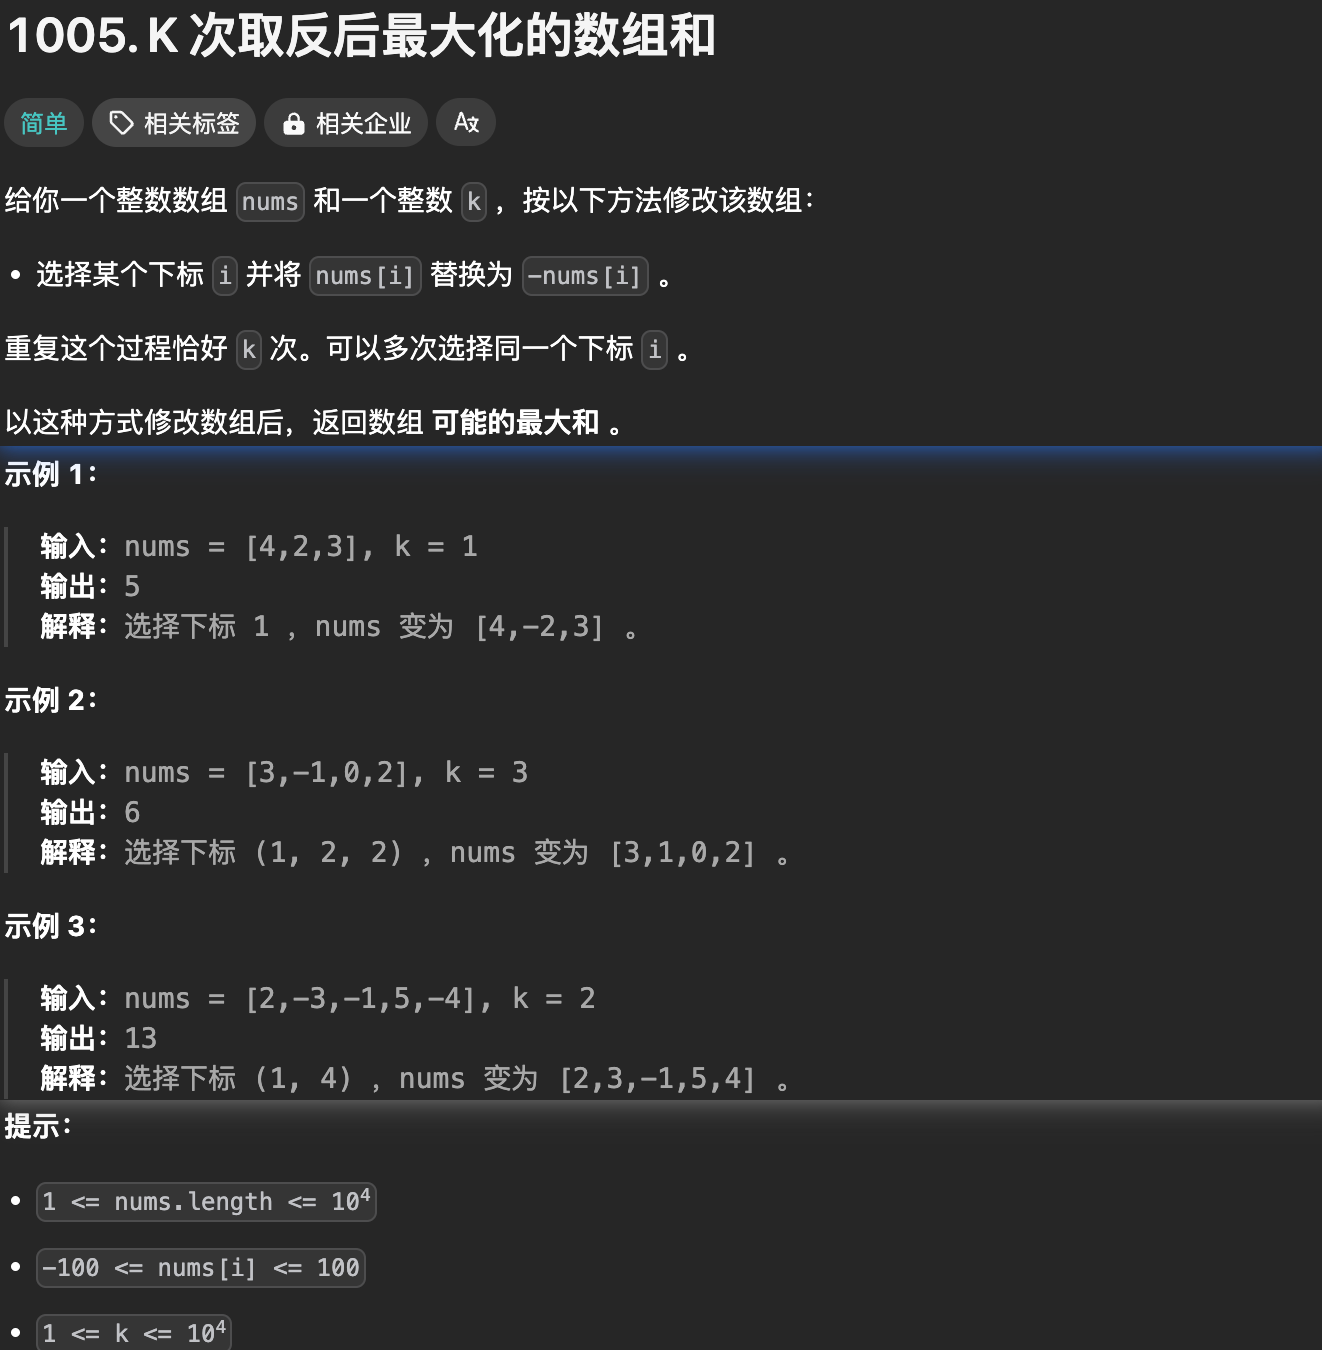 1005. K 次取反后最大化的数组和
简单 相关标签 相关企业 A文
给你一个整数数组 nums 和一个整数 k ，按以下方法修改该数组：
• 选择某个下标 i 并将 nums[i] 替换为 -nums[i] 。
重复这个过程恰好 k 次。可以多次选择同一个下标 i 。
以这种方式修改数组后，返回数组 可能的最大和 。
示例 1：
输入：nums = [4,2,3], k = 1
输出：5
解释：选择下标 1 ，nums 变为 [4,-2,3] 。
示例 2：
输入：nums = [3,-1,0,2], k = 3
输出：6
解释：选择下标 (1, 2, 2) ，nums 变为 [3,1,0,2] 。
示例 3：
输入：nums = [2,-3,-1,5,-4], k = 2
输出：13
解释：选择下标 (1, 4) ，nums 变为 [2,3,-1,5,4] 。
提示：
• 1 <= nums.length <= 10⁴
• -100 <= nums[i] <= 100
• 1 <= k <= 10⁴